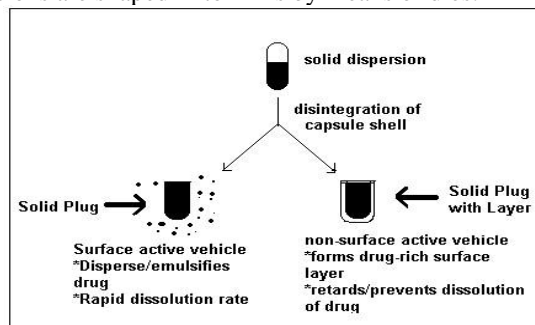 solid dispersion
disintegration of
capsule shell
Solid Plug
Solid Plug
with Layer
Surface active vehicle
*Disperse/emulsifies
drug
*Rapid dissolution rate
non-surface active vehicle
*forms drug-rich surface
layer
*retards/prevents dissolution
of drug